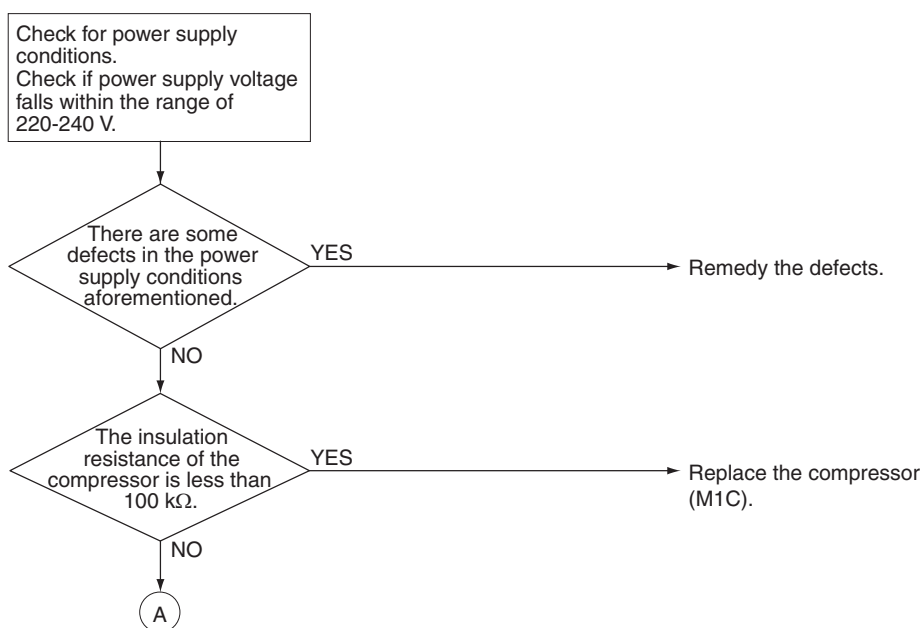 Check for power supply
conditions.
Check if power supply voltage
falls within the range of
220-240 V.
There are some
defects in the power
supply conditions
aforementioned.
YES
Remedy the defects.
NO
The insulation
resistance of the
compressor is less than
100 kΩ.
YES
Replace the compressor
(M1C).
NO
A